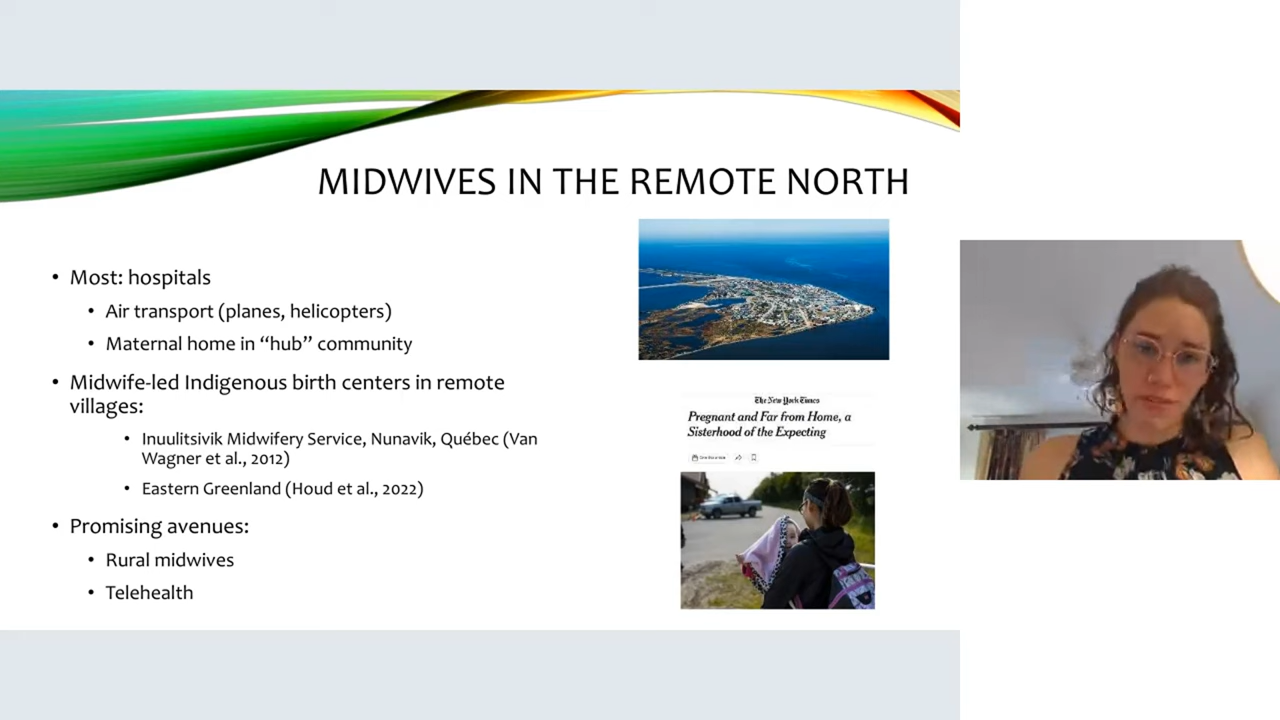 MIDWIVES IN THE REMOTE NORTH
• Most: hospitals
• Air transport (planes, helicopters)
• Maternal home in “hub” community
• Midwife-led Indigenous birth centers in remote
villages:
• Inuulitsivik Midwifery Service, Nunavik, Québec (Van
Wagner et al., 2012)
• Eastern Greenland (Houd et al., 2022)
• Promising avenues:
• Rural midwives
• Telehealth
The New York Times
Pregnant and Far from Home, a
Sisterhood of the Expecting